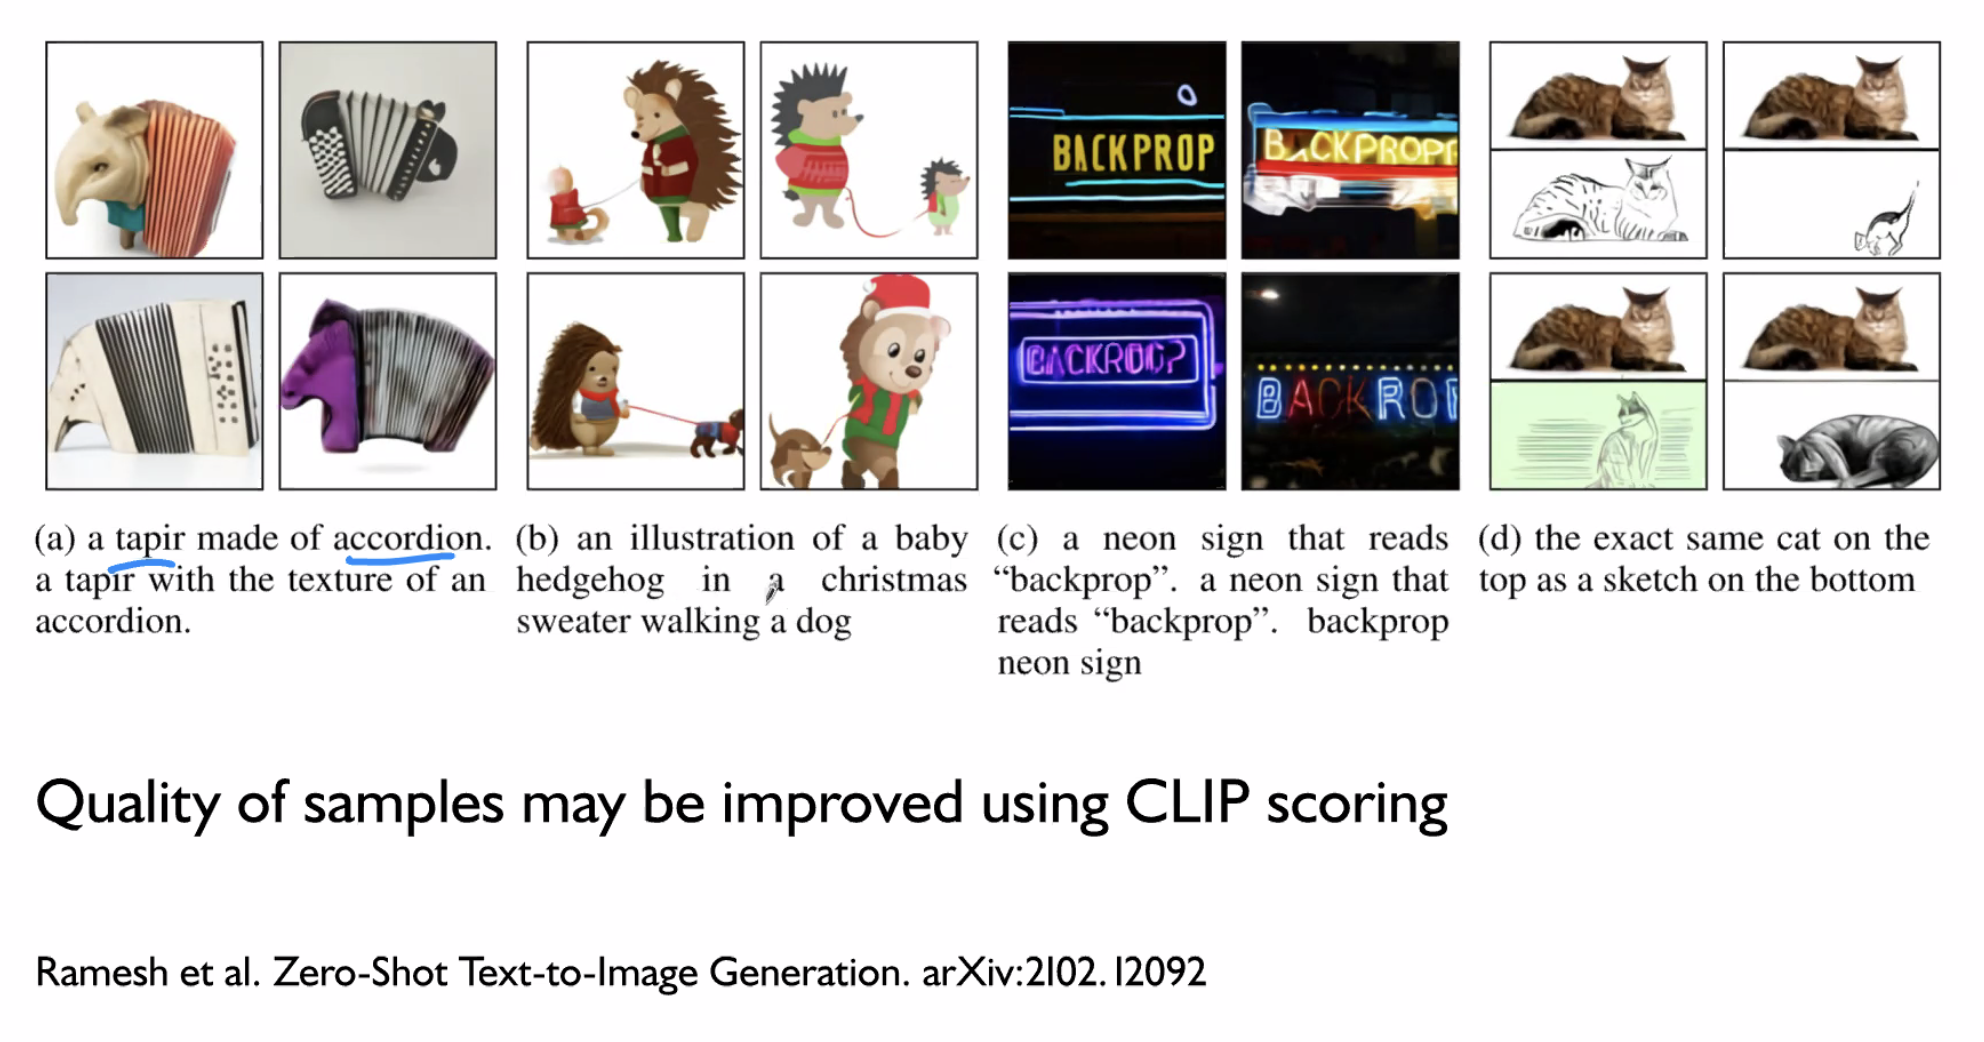 BACKPROP
B CKPROPF
BACKROO?
BACKROP
(a) a tapir made of accordion.
a tapir with the texture of an
accordion.
(b) an illustration of a baby
hedgehog in a christmas
sweater walking a dog
(c) a neon sign that reads
“backprop”. a neon sign that
reads “backprop”. backprop
neon sign
(d) the exact same cat on the
top as a sketch on the bottom
Quality of samples may be improved using CLIP scoring
Ramesh et al. Zero-Shot Text-to-Image Generation. arXiv:2102.12092